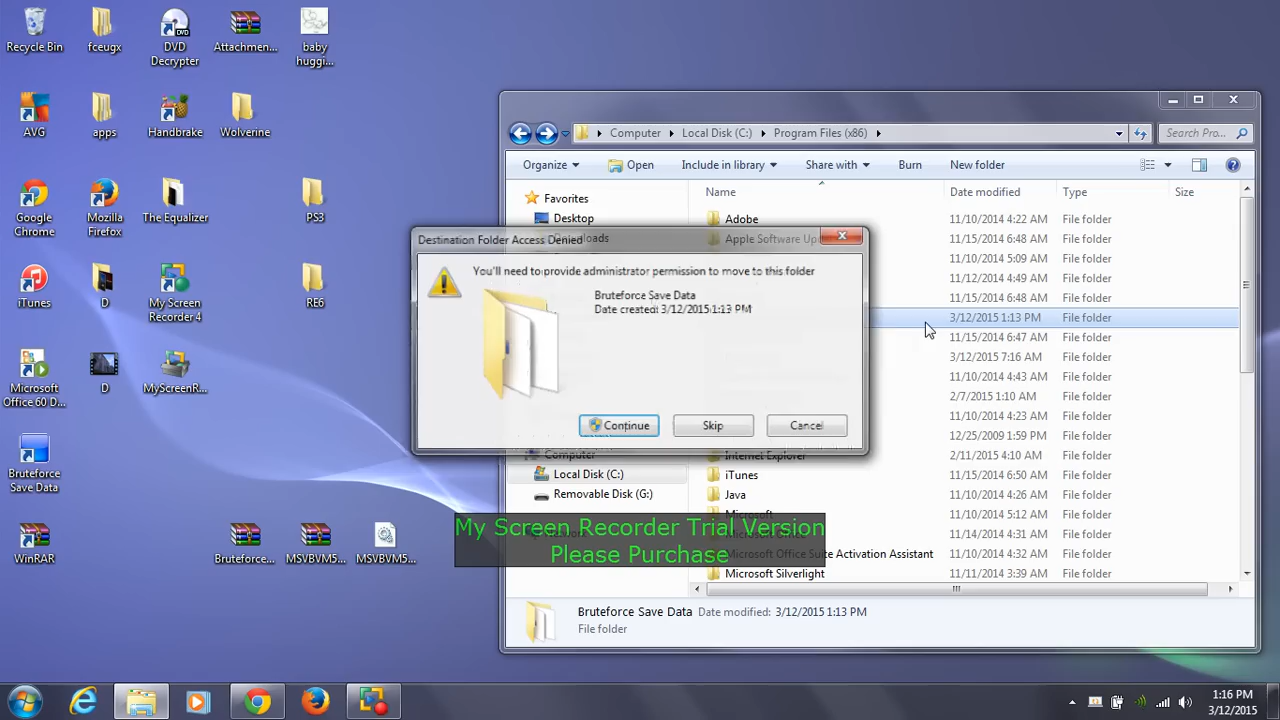 Recycle Bin
fceugx
DVD
Decrypter
Attachmen...
baby
huggi...
AVG
apps
Handbrake
Wolverine
Google
Chrome
Mozilla
Firefox
The Equalizer
PS3
iTunes
D
My Screen
Recorder 4
RE6
Microsoft
Office 60 D...
D
MyScreenR...
Bruteforce
Save Data
WinRAR
Bruteforce...
MSVBVM5...
MSVBVM5...
Computer
Local Disk (C:)
Program Files (x86)
Search Pro...
Organize
Open
Include in library
Share with
Burn
New folder
Favorites
Desktop
Downloads
Computer
Local Disk (C:)
Removable Disk (G:)
Name
Date modified
Type
Size
Adobe
11/10/2014 4:22 AM
File folder
Apple Software Up
11/15/2014 6:48 AM
File folder
11/10/2014 5:09 AM
File folder
11/12/2014 4:49 AM
File folder
11/15/2014 6:48 AM
File folder
3/12/2015 1:13 PM
File folder
11/15/2014 6:47 AM
File folder
3/12/2015 7:16 AM
File folder
11/10/2014 4:43 AM
File folder
2/7/2015 1:10 AM
File folder
11/10/2014 4:23 AM
File folder
12/25/2009 1:59 PM
File folder
Internet Explorer
2/11/2015 4:10 AM
File folder
iTunes
11/15/2014 6:50 AM
File folder
Java
11/10/2014 4:26 AM
File folder
Microsoft
11/10/2014 5:12 AM
File folder
11/14/2014 4:31 AM
File folder
Microsoft Office Suite Activation Assistant
11/10/2014 4:32 AM
File folder
Microsoft Silverlight
11/11/2014 3:39 AM
File folder
Destination Folder Access Denied
You'll need to provide administrator permission to move to this folder
Bruteforce Save Data
Date created: 3/12/2015 1:13 PM
Continue
Skip
Cancel
My Screen Recorder Trial Version
Please Purchase
Bruteforce Save Data
Date modified: 3/12/2015 1:13 PM
File folder
1:16 PM
3/12/2015